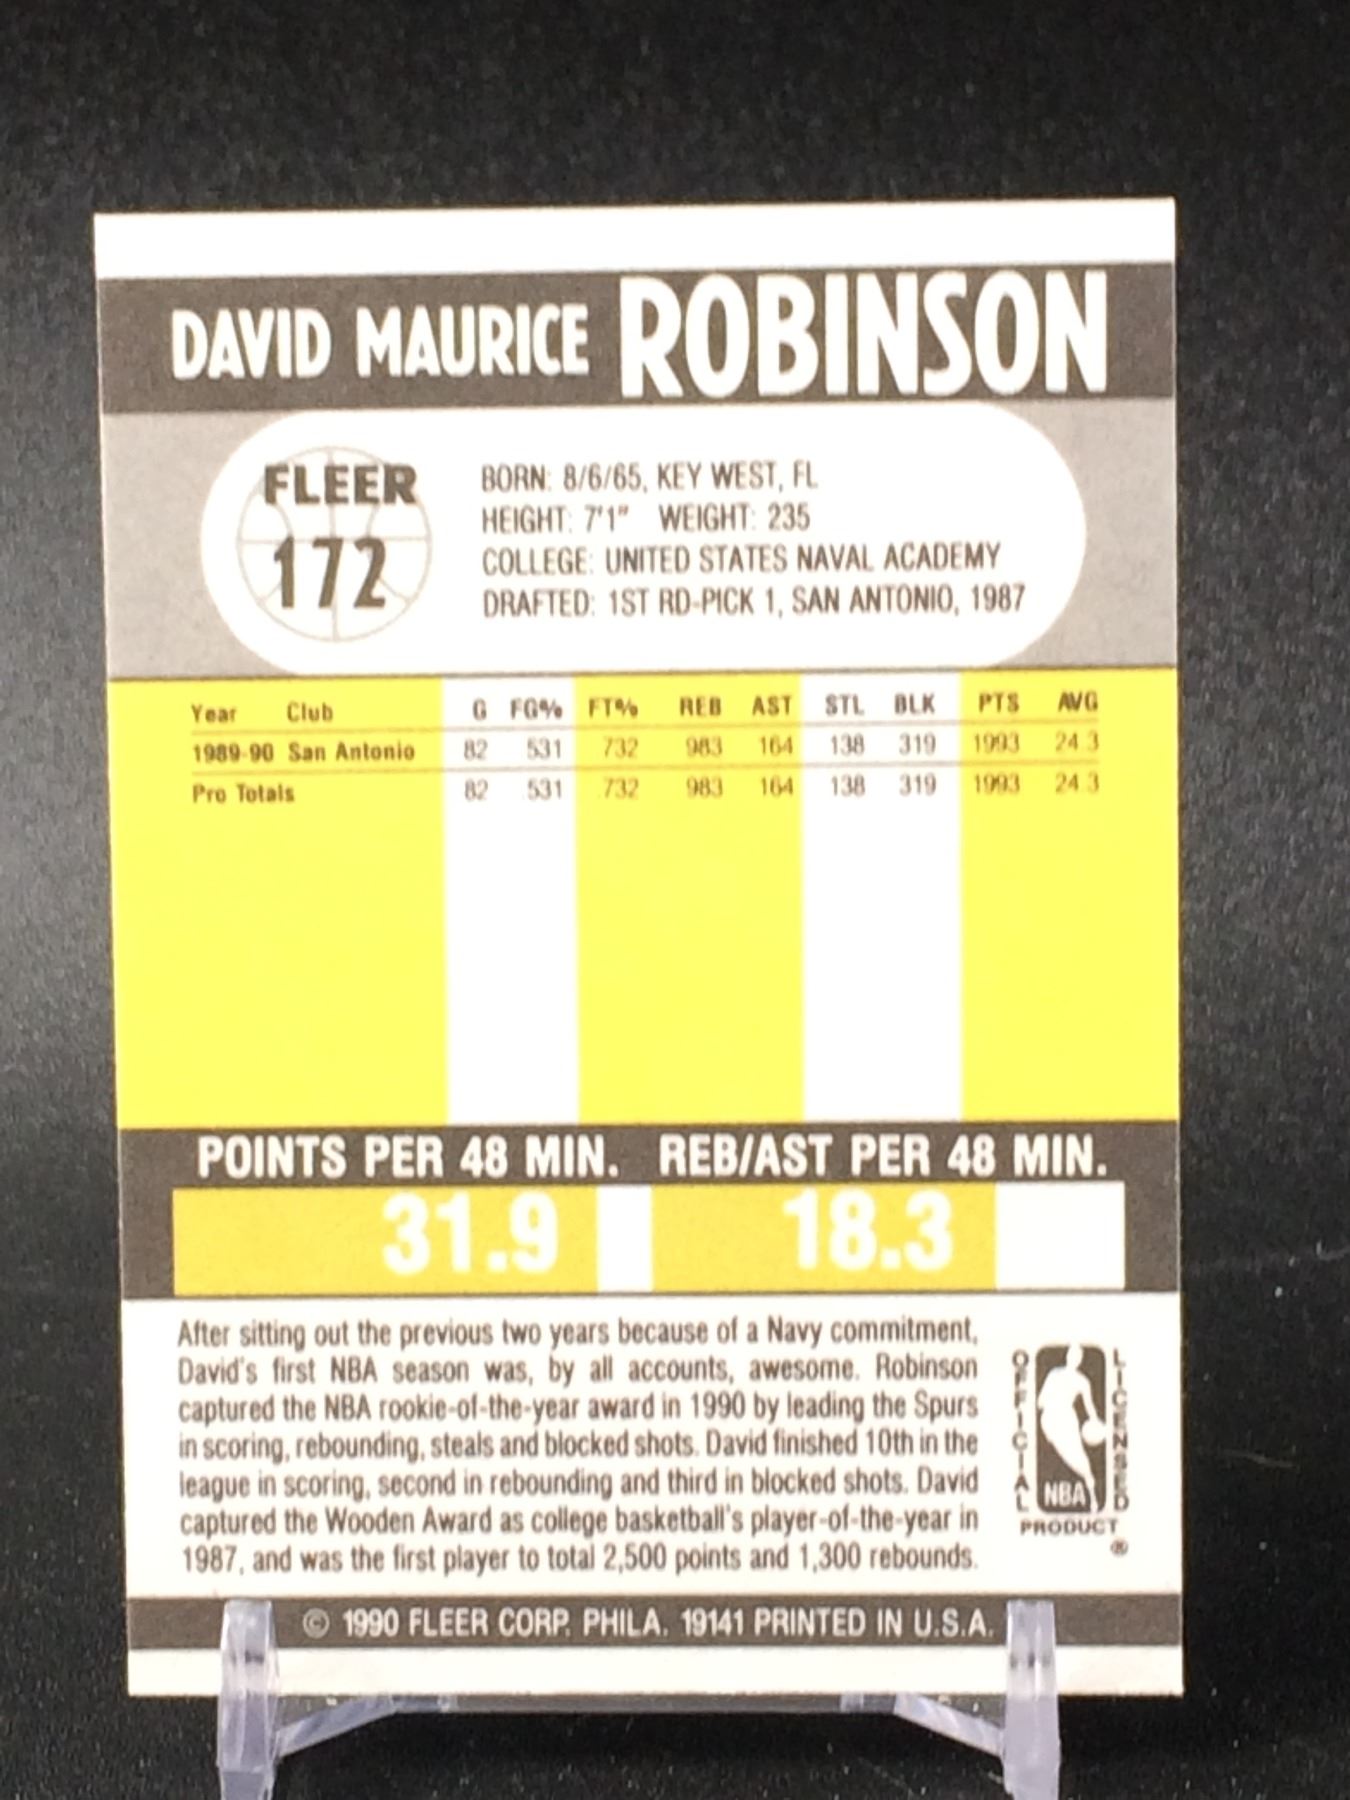 DAVID MAURICE ROBINSON
FLEER
172
BORN: 8/6/65, KEY WEST, FL
HEIGHT: 7'1" WEIGHT: 235
COLLEGE: UNITED STATES NAVAL ACADEMY
DRAFTED: 1ST RD-PICK 1, SAN ANTONIO, 1987
Year Club G FG% FT% REB AST STL BLK PTS AVG
1989-90 San Antonio 82 .531 .732 983 164 138 319 1993 24.3
Pro Totals 82 .531 .732 983 164 138 319 1993 24.3
POINTS PER 48 MIN. REB/AST PER 48 MIN.
31.9 18.3
After sitting out the previous two years because of a Navy commitment,
David's first NBA season was, by all accounts, awesome. Robinson
captured the NBA rookie-of-the-year award in 1990 by leading the Spurs
in scoring, rebounding, steals and blocked shots. David finished 10th in the
league in scoring, second in rebounding and third in blocked shots. David
captured the Wooden Award as college basketball's player-of-the-year in
1987, and was the first player to total 2,500 points and 1,300 rebounds.
OFFICIAL
LICENSED
NBA
PRODUCT
®
© 1990 FLEER CORP. PHILA. 19141 PRINTED IN U.S.A.